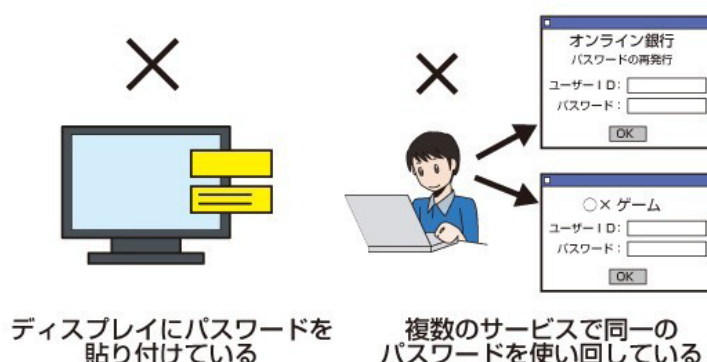 オンライン銀行
パスワードの再発行
ユーザーID:
パスワード:
OK
○× ゲーム
ユーザーID:
パスワード:
OK
ディスプレイにパスワードを
貼り付けている
複数のサービスで同一の
パスワードを使い回している